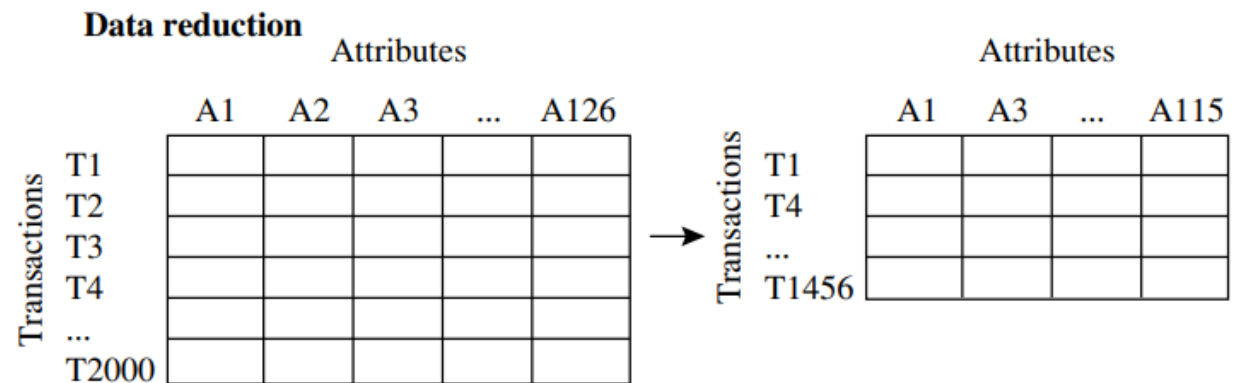 Data reduction
Attributes
A1 A2 A3 ... A126
Transactions
T1
T2
T3
T4
...
T2000
Attributes
A1 A3 ... A115
Transactions
T1
T4
...
T1456